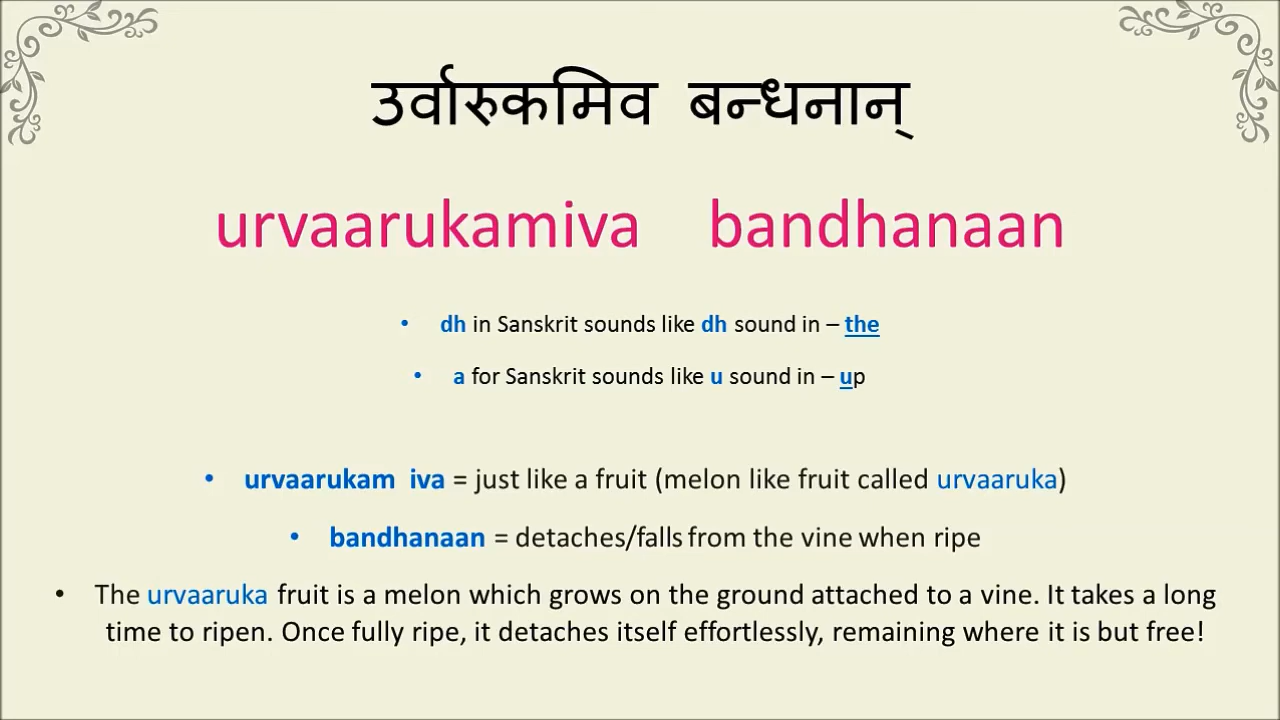 उर्वारुकमिव बन्धनान्
urvaarukamiva bandhanaan
• dh in Sanskrit sounds like dh sound in – the
• a for Sanskrit sounds like u sound in – up
• urvaarukam iva = just like a fruit (melon like fruit called urvaaruka)
• bandhanaan = detaches/falls from the vine when ripe
• The urvaaruka fruit is a melon which grows on the ground attached to a vine. It takes a long
time to ripen. Once fully ripe, it detaches itself effortlessly, remaining where it is but free!